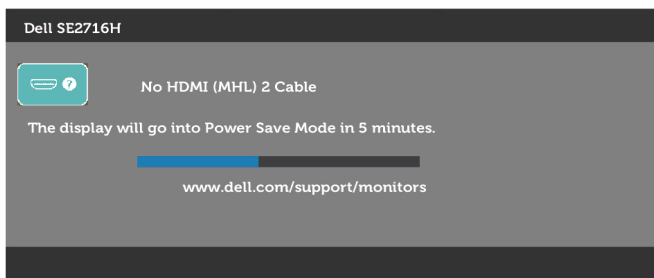 Dell SE2716H
?
No HDMI (MHL) 2 Cable
The display will go into Power Save Mode in 5 minutes.
www.dell.com/support/monitors